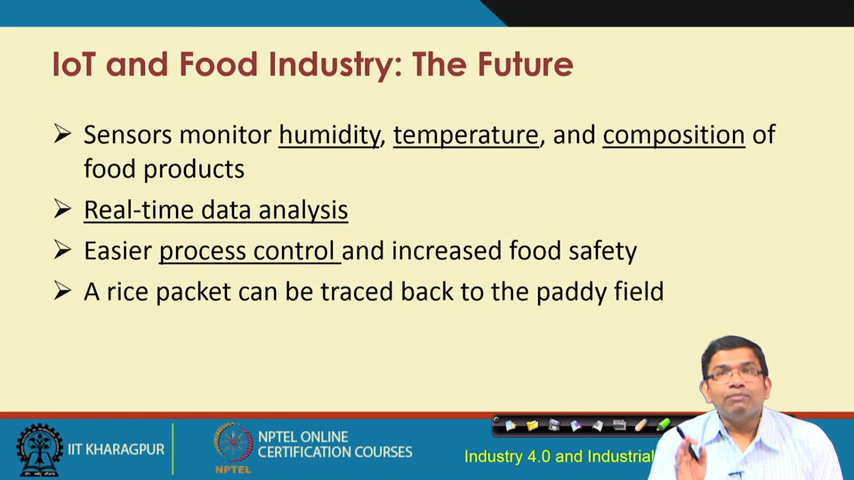 IoT and Food Industry: The Future
➢ Sensors monitor humidity, temperature, and composition of
food products
➢ Real-time data analysis
➢ Easier process control and increased food safety
➢ A rice packet can be traced back to the paddy field
IIT KHARAGPUR
NPTEL
NPTEL ONLINE
CERTIFICATION COURSES
Industry 4.0 and Industrial